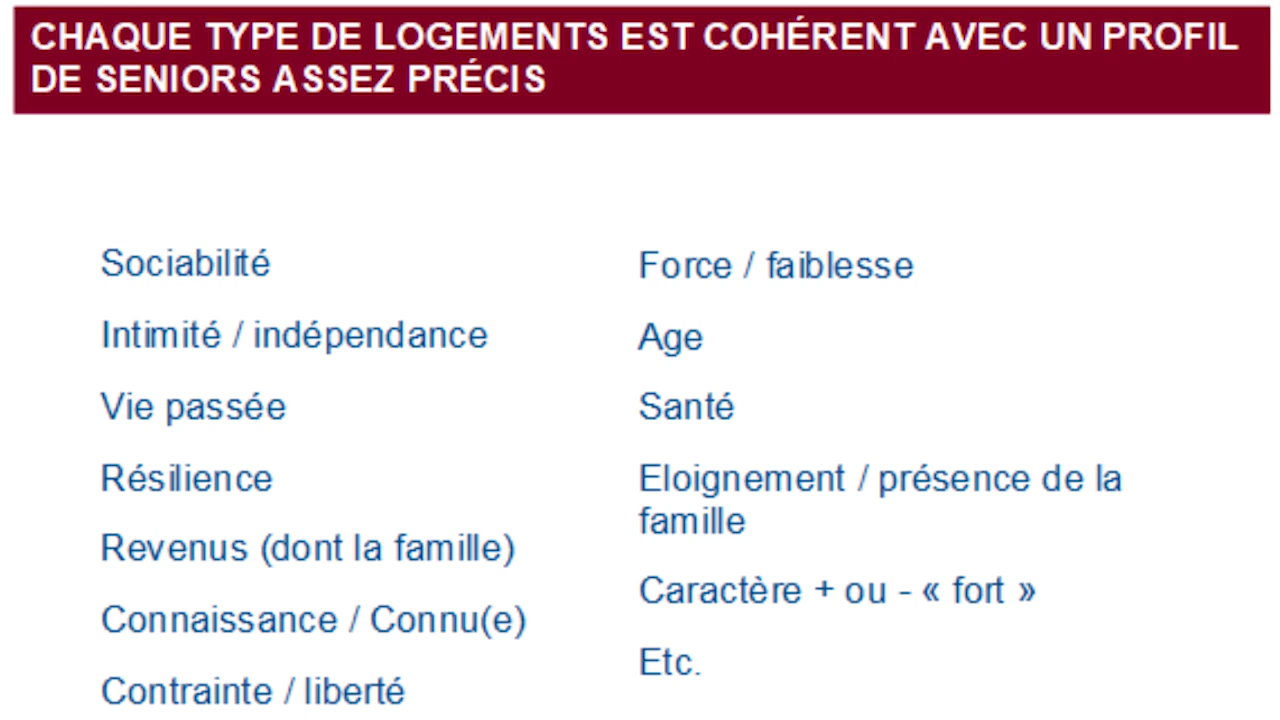 CHAQUE TYPE DE LOGEMENTS EST COHÉRENT AVEC UN PROFIL
DE SENIORS ASSEZ PRÉCIS
Sociabilité
Intimité / indépendance
Vie passée
Résilience
Revenus (dont la famille)
Connaissance / Connu(e)
Contrainte / liberté
Force / faiblesse
Age
Santé
Eloignement / présence de la
famille
Caractère + ou - « fort »
Etc.